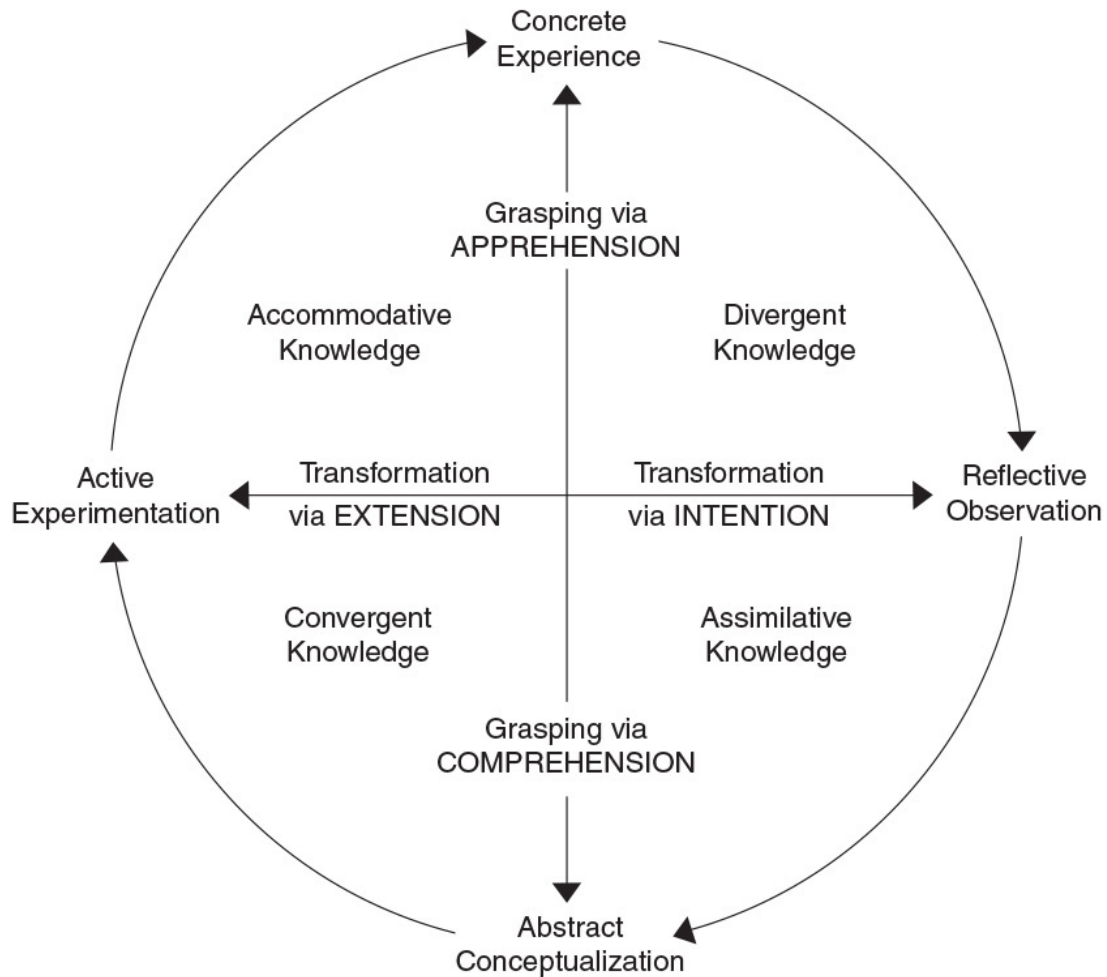 Concrete
Experience
Grasping via
APPREHENSION
Accommodative
Knowledge
Divergent
Knowledge
Active
Experimentation
Transformation
via EXTENSION
Transformation
via INTENTION
Reflective
Observation
Convergent
Knowledge
Assimilative
Knowledge
Grasping via
COMPREHENSION
Abstract
Conceptualization